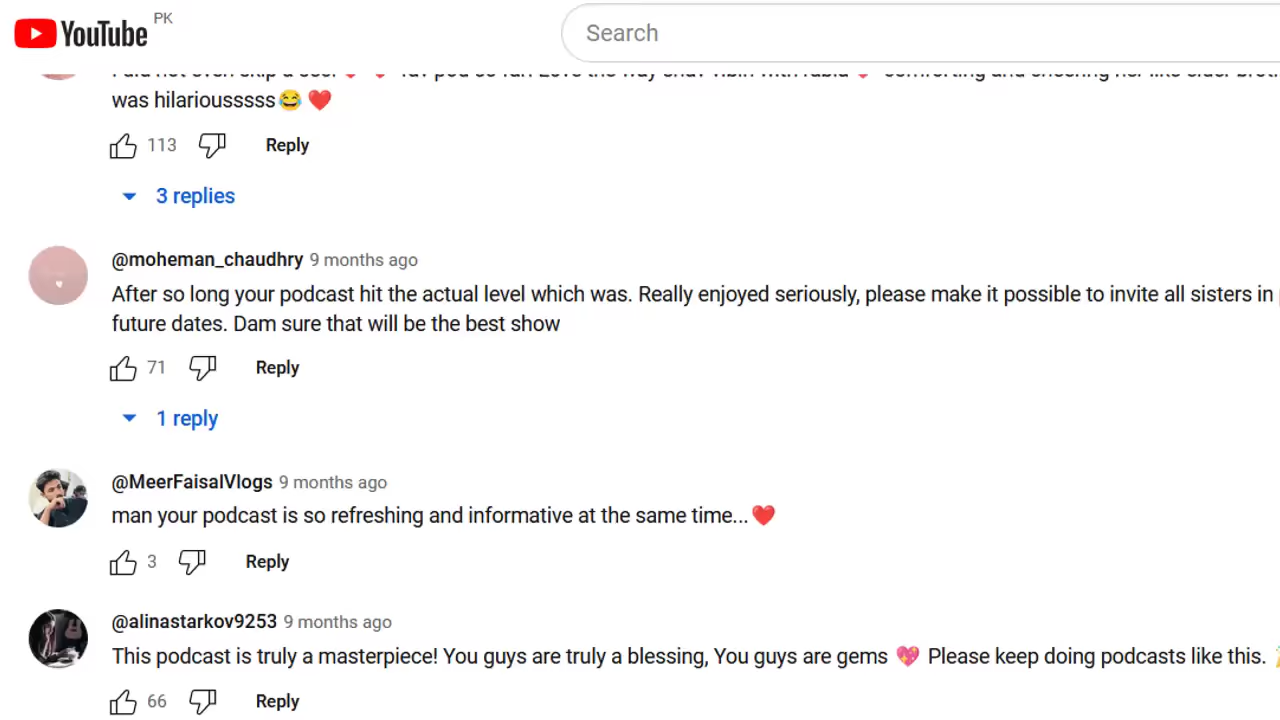 YouTube PK
Search
was hilariousssss😂 ❤️
113 Reply
3 replies
@moheman_chaudhry 9 months ago
After so long your podcast hit the actual level which was. Really enjoyed seriously, please make it possible to invite all sisters in
future dates. Dam sure that will be the best show
71 Reply
1 reply
@MeerFaisalVlogs 9 months ago
man your podcast is so refreshing and informative at the same time...❤️
3 Reply
@alinastarkov9253 9 months ago
This podcast is truly a masterpiece! You guys are truly a blessing, You guys are gems 💖 Please keep doing podcasts like this.
66 Reply